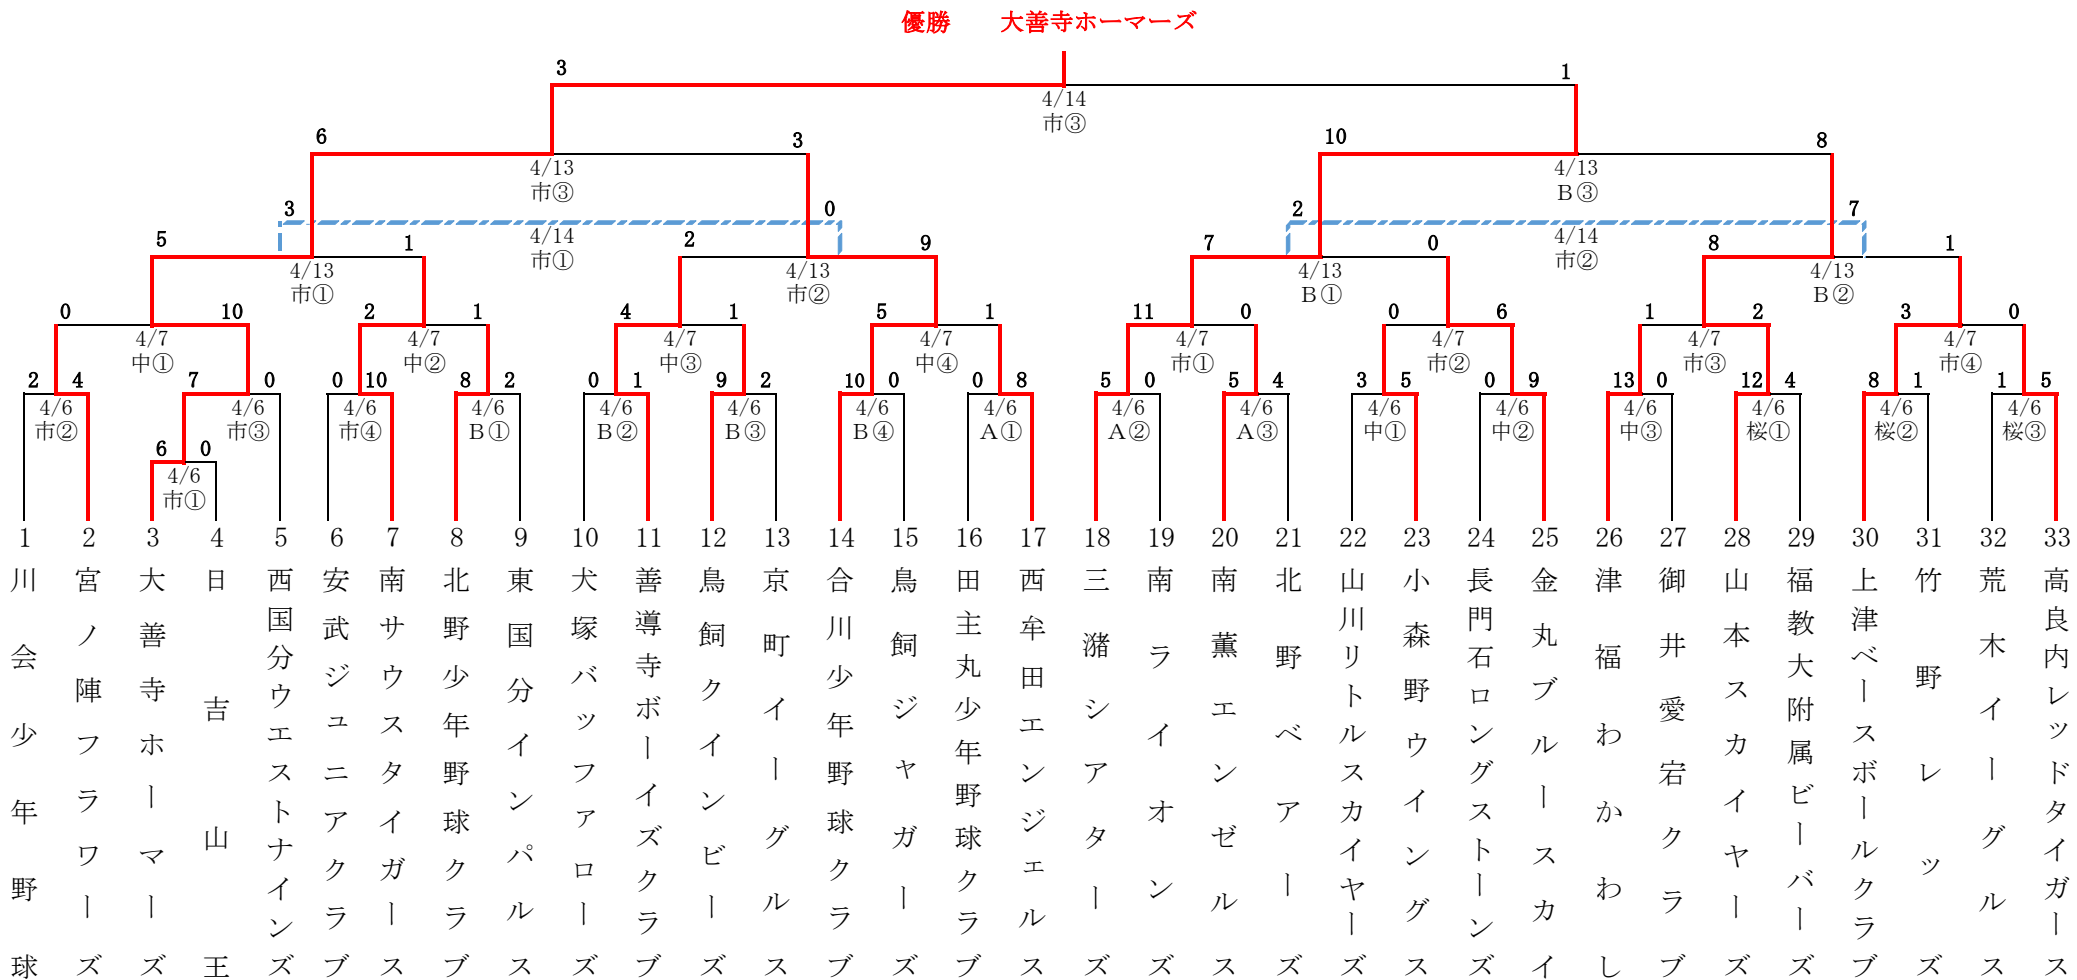 優勝　　大善寺ホーマーズ
3 1
4/14
市③
6 3 10 8
4/13 4/13
市③ Ｂ③
3 0 2 7
4/14 4/14
市① 市②
5 1 2 9 7 0 8 1
4/13 4/13 4/13 4/13
市① 市② Ｂ① Ｂ②
0 10 2 1 4 1 5 1 11 0 0 6 1 2 3 0
4/7 4/7 4/7 4/7 4/7 4/7 4/7 4/7
中① 中② 中③ 中④ 市① 市② 市③ 市④
2 4 7 0 0 10 8 2 0 1 9 2 10 0 0 8 5 0 5 4 3 5 0 9 13 0 12 4 8 1 1 5
4/6 4/6 4/6 4/6 4/6 4/6 4/6 4/6 4/6 4/6 4/6 4/6 4/6 4/6 4/6 4/6
市② 市③ 市④ Ｂ① Ｂ② Ｂ③ Ｂ④ Ａ① Ａ② Ａ③ 中① 中② 中③ 桜① 桜② 桜③
6 0
4/6
市①
1 川会少年野球
2 宮ノ陣フラワーズ
3 大善寺ホーマーズ
4 日吉山王
5 西国分ウエストナインズ
6 安武ジュニアクラブ
7 南サウスタイガース
8 北野少年野球クラブ
9 東国分インパルス
10 犬塚バッファローズ
11 善導寺ボーイズクラブ
12 鳥飼クインビーズ
13 京町イーグルス
14 合川少年野球クラブ
15 鳥飼ジャガーズ
16 田主丸少年野球クラブ
17 西牟田エンジェルス
18 三潴シアターズ
19 南ライオンズ
20 南薫エンゼルス
21 北野ベアーズ
22 山川リトルスカイヤーズ
23 小森野ウイングス
24 長門石ロングストーンズ
25 金丸ブルースカイ
26 津福わかわし
27 御井愛宕クラブ
28 山本スカイヤーズ
29 福教大附属ビーバーズ
30 上津ベースボールクラブ
31 竹野レッズ
32 荒木イーグルス
33 高良内レッドタイガース